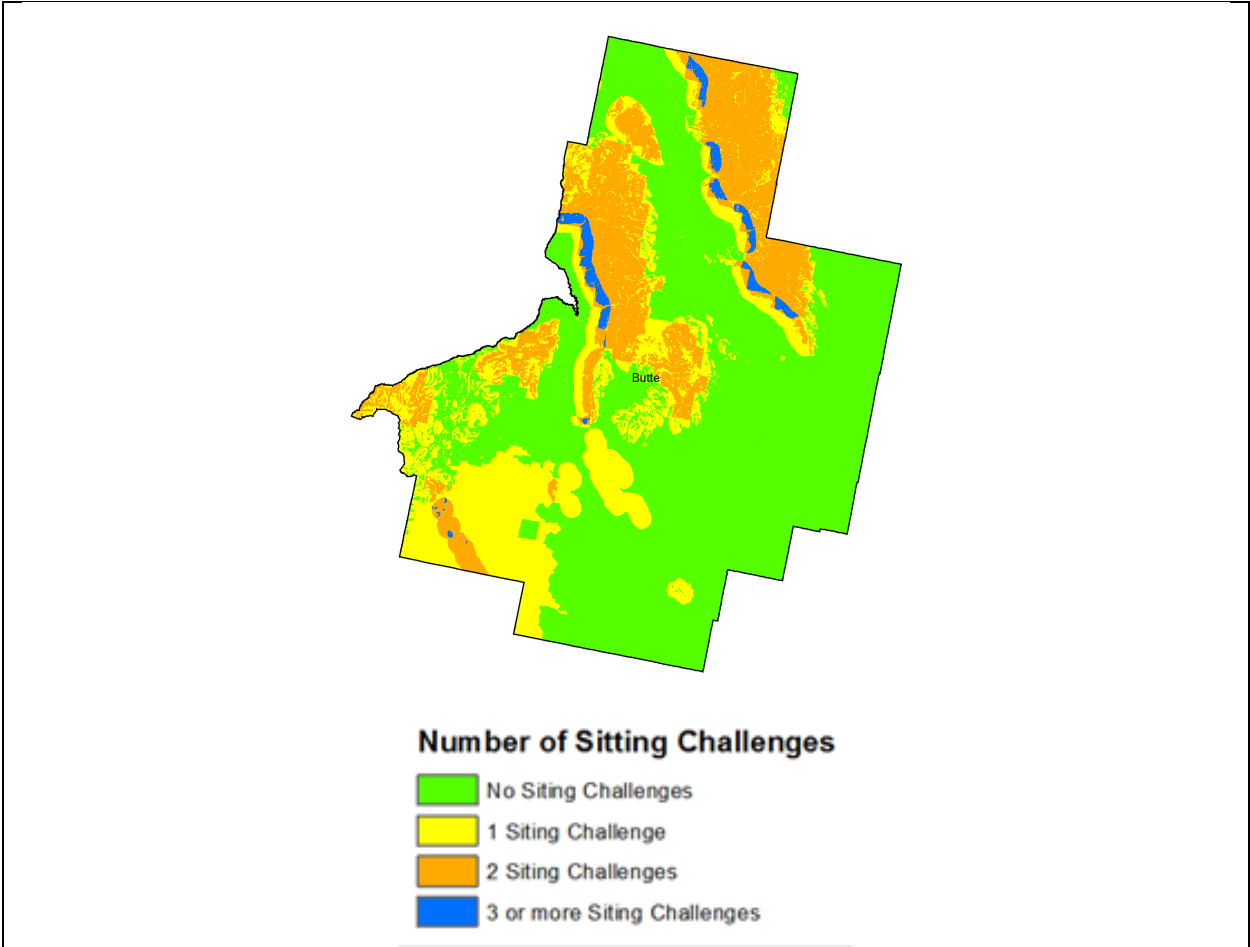 Butte
Number of Sitting Challenges
No Siting Challenges
1 Siting Challenge
2 Siting Challenges
3 or more Siting Challenges